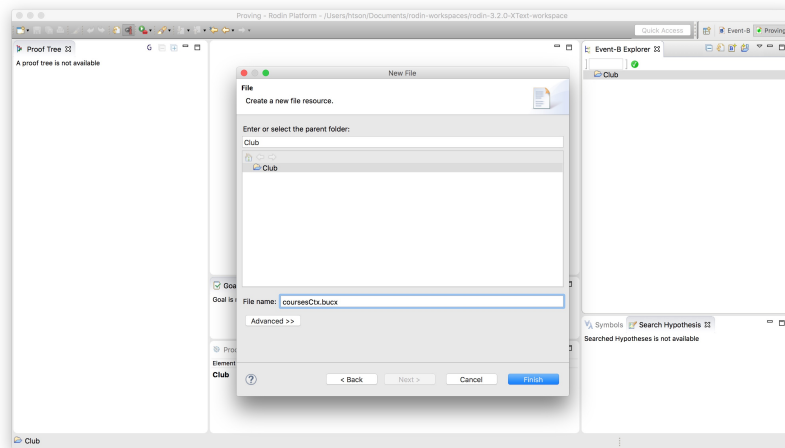 Proving - Rodin Platform - /Users/htson/Documents/rodin-workspaces/rodin-3.2.0-XText-workspace
Quick Access
Event-B
Proving
Proof Tree
G
A proof tree is not available
Event-B Explorer
Club
New File
File
Create a new file resource.
Enter or select the parent folder:
Club
Club
File name: coursesCtx.bucx
Advanced >>
? < Back Next > Cancel Finish
Goa
Goal is
Proo
Element
Club
Symbols
Search Hypothesis
Searched Hypotheses is not available
Club